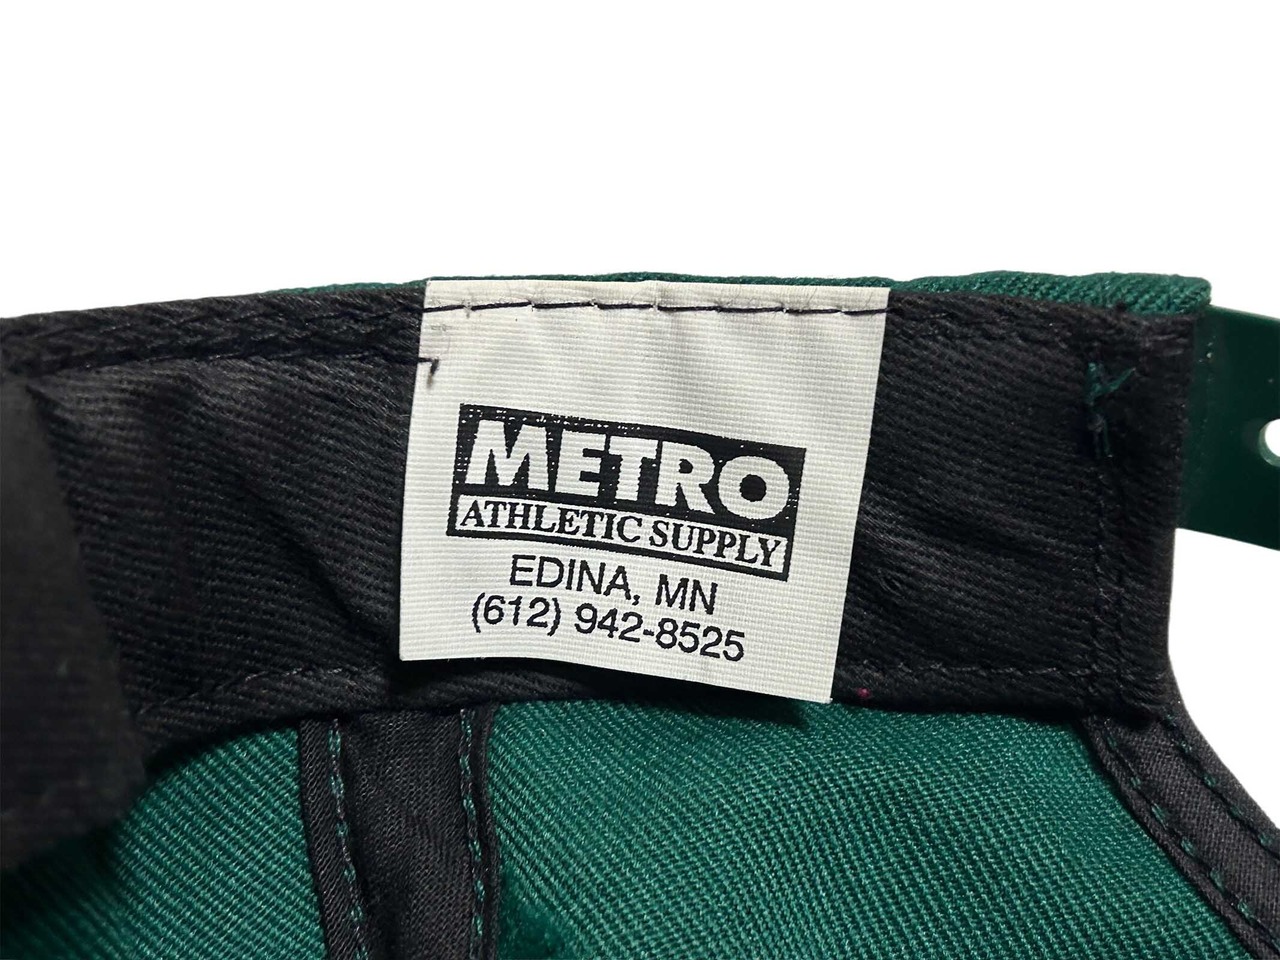 METRO
ATHLETIC SUPPLY
EDINA, MN
(612) 942-8525